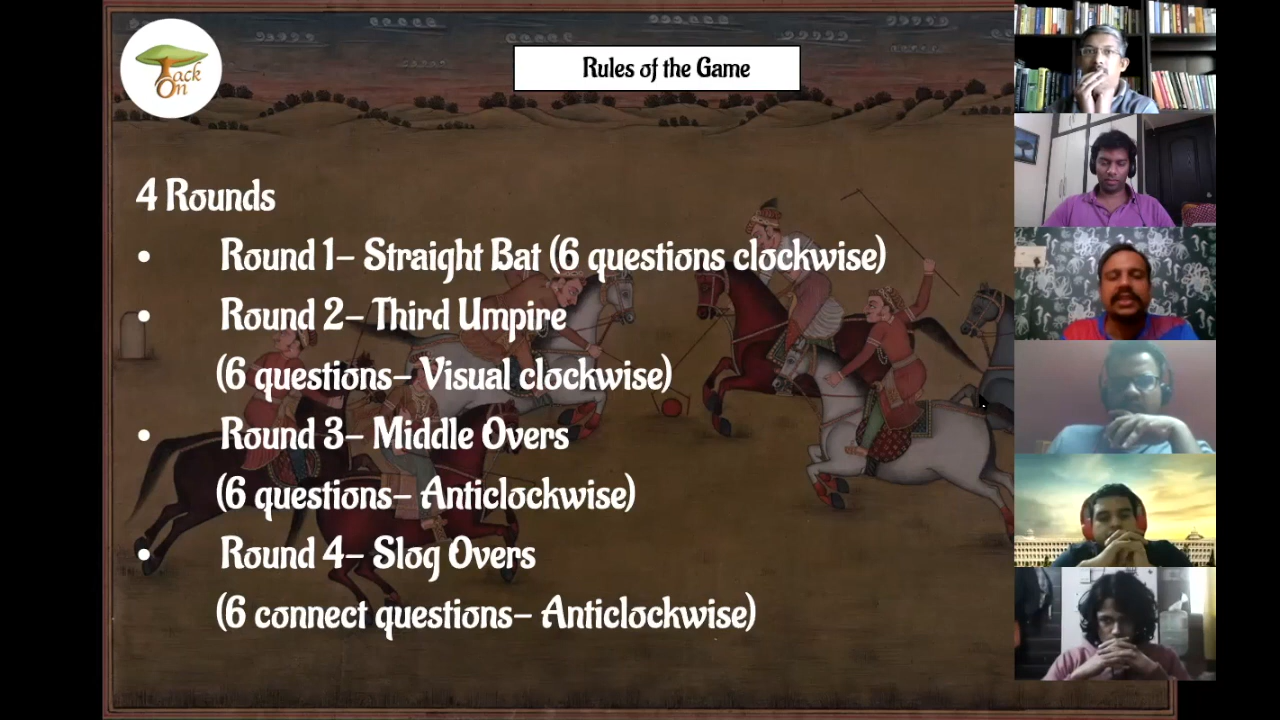 Tack
On
Rules of the Game
4 Rounds
• Round 1– Straight Bat (6 questions clockwise)
• Round 2– Third Umpire
(6 questions– Visual clockwise)
• Round 3– Middle Overs
(6 questions– Anticlockwise)
• Round 4– Slog Overs
(6 connect questions– Anticlockwise)